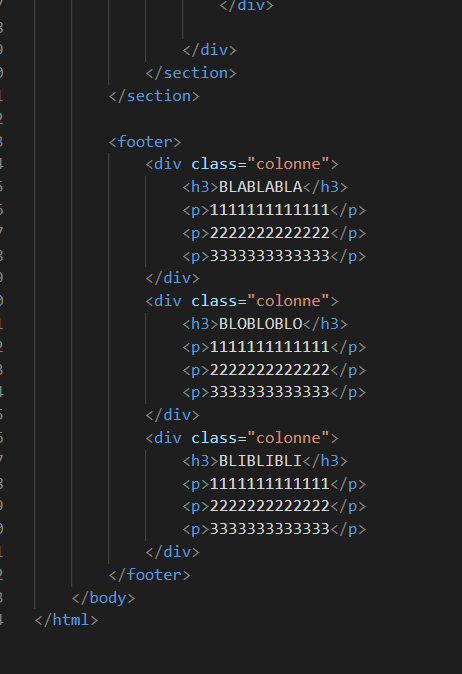 </div>
</div>
</section>
</section>
<footer>
<div class="colonne">
<h3>BLABLABLA</h3>
<p>1111111111111</p>
<p>2222222222222</p>
<p>3333333333333</p>
</div>
<div class="colonne">
<h3>BLOBLOBLO</h3>
<p>1111111111111</p>
<p>2222222222222</p>
<p>3333333333333</p>
</div>
<div class="colonne">
<h3>BLIBLIBLI</h3>
<p>1111111111111</p>
<p>2222222222222</p>
<p>3333333333333</p>
</div>
</footer>
</body>
</html>